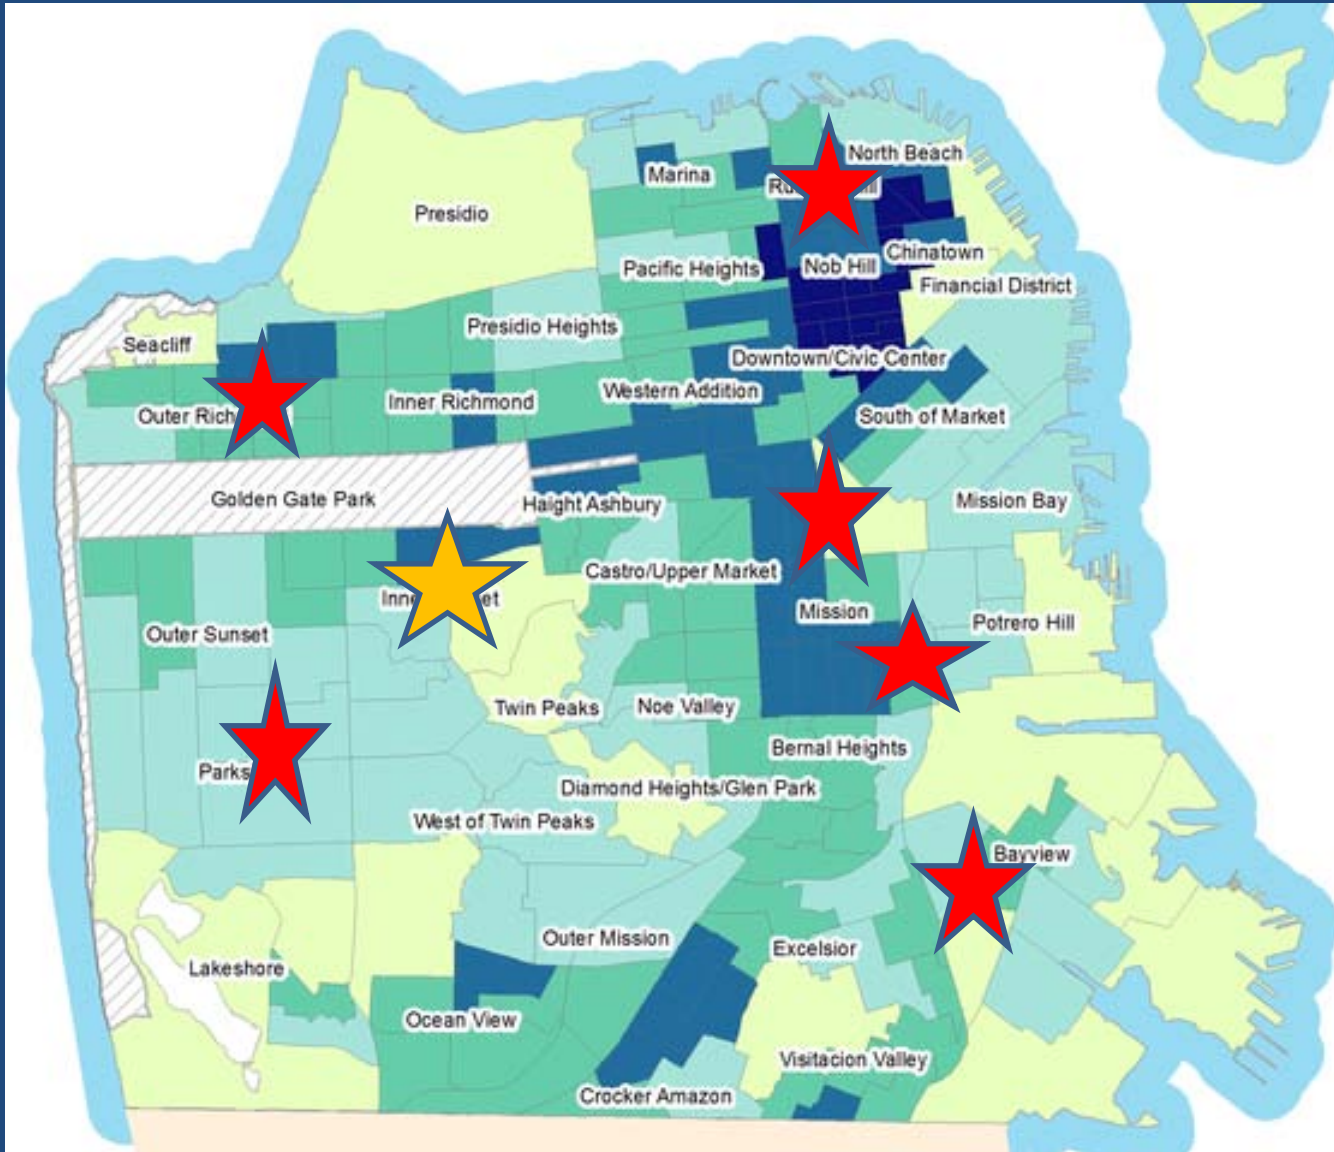 North Beach
Marina
Presidio
Chinatown
Pacific Heights
Nob Hill
Financial District
Presidio Heights
Seacliff
Downtown/Civic Center
Western Addition
Inner Richmond
Outer Rich
South of Market
Golden Gate Park
Mission Bay
Haight Ashbury
Castro/Upper Market
Mission
Potrero Hill
Outer Sunset
Twin Peaks
Noe Valley
Bernal Heights
Parks
Diamond Heights/Glen Park
West of Twin Peaks
Bayview
Outer Mission
Excelsior
Lakeshore
Ocean View
Visitacion Valley
Crocker Amazon